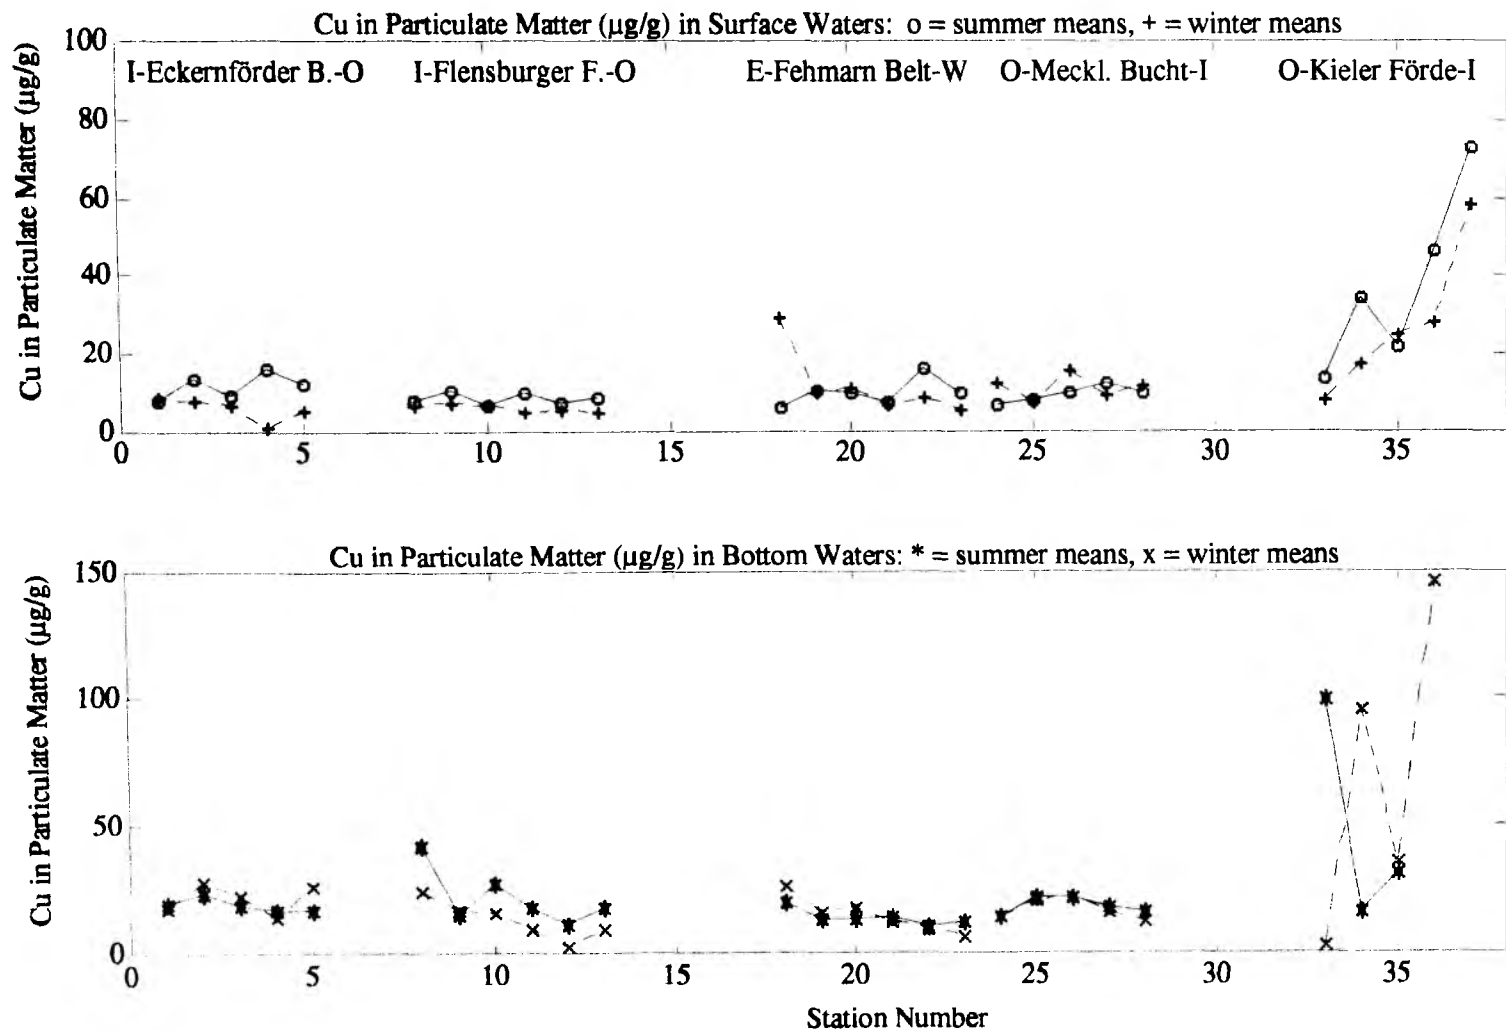 Cu in Particulate Matter (µg/g) in Surface Waters: o = summer means, + = winter means
Cu in Particulate Matter (µg/g)
100
80
60
40
20
0
I-Eckernförder B.-O
I-Flensburger F.-O
E-Fehmarn Belt-W
O-Meckl. Bucht-I
O-Kieler Förde-I
0 5 10 15 20 25 30 35
Cu in Particulate Matter (µg/g) in Bottom Waters: * = summer means, x = winter means
Cu in Particulate Matter (µg/g)
150
100
50
0
0 5 10 15 20 25 30 35
Station Number